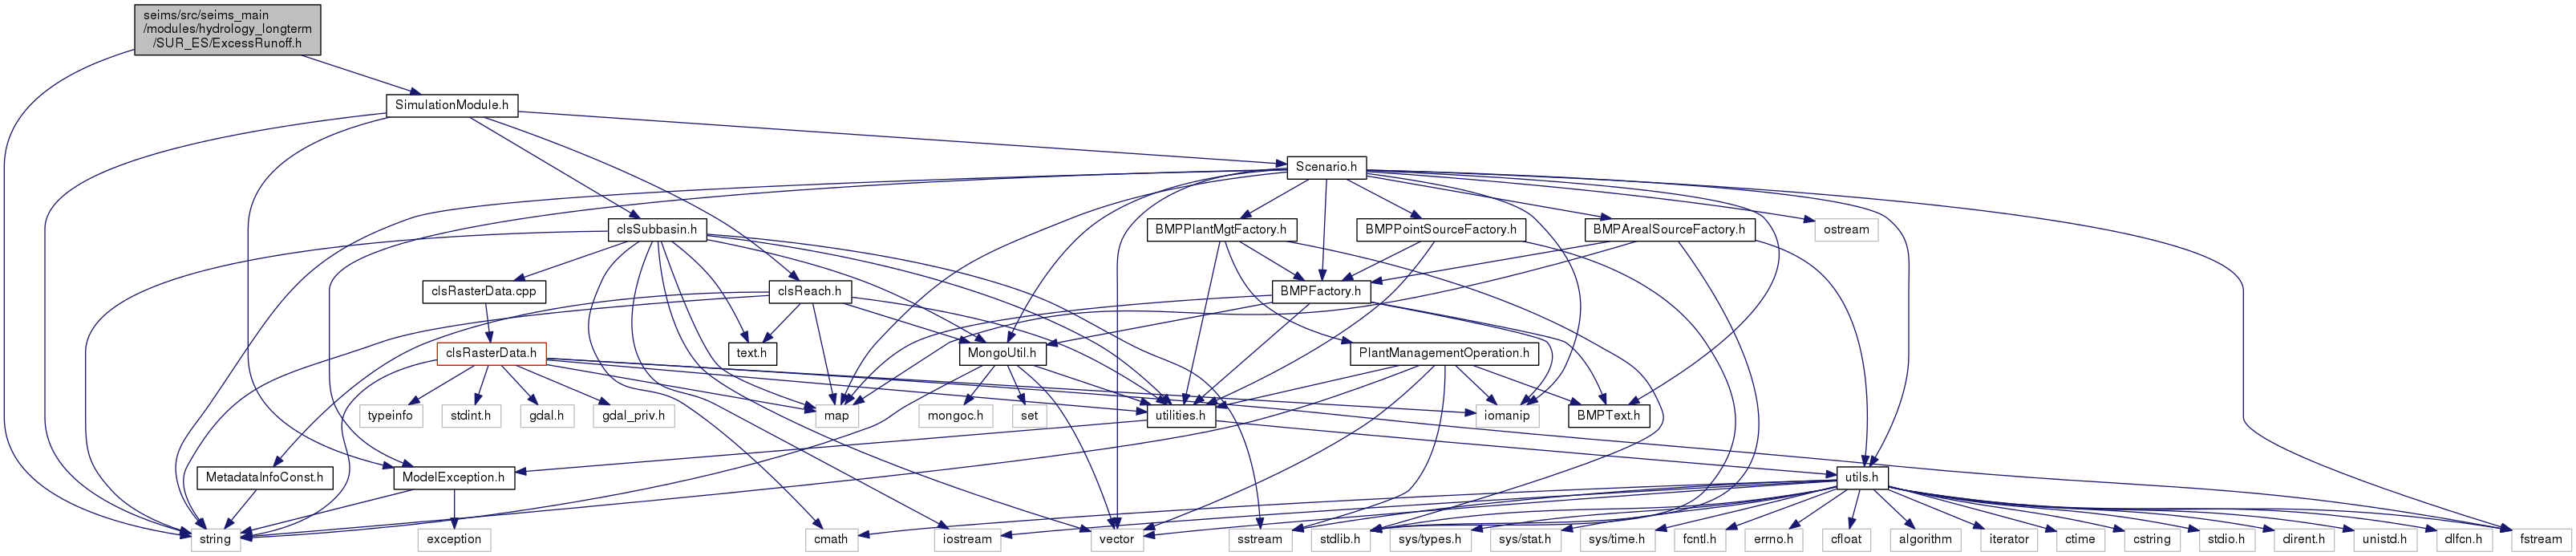 seims/src/seims_main
/modules/hydrology_longterm
/SUR_ES/ExcessRunoff.h
SimulationModule.h
Scenario.h
clsSubbasin.h
BMPPlantMgtFactory.h
BMPPointSourceFactory.h
BMPArealSourceFactory.h
ostream
clsRasterData.cpp
clsReach.h
BMPFactory.h
clsRasterData.h
text.h
MongoUtil.h
PlantManagementOperation.h
typeinfo
stdint.h
gdal.h
gdal_priv.h
map
mongoc.h
set
utilities.h
iomanip
BMPText.h
MetadataInfoConst.h
ModelException.h
utils.h
string
exception
cmath
iostream
vector
sstream
stdlib.h
sys/types.h
sys/stat.h
sys/time.h
fcntl.h
errno.h
cfloat
algorithm
iterator
ctime
cstring
stdio.h
dirent.h
unistd.h
dlfcn.h
fstream